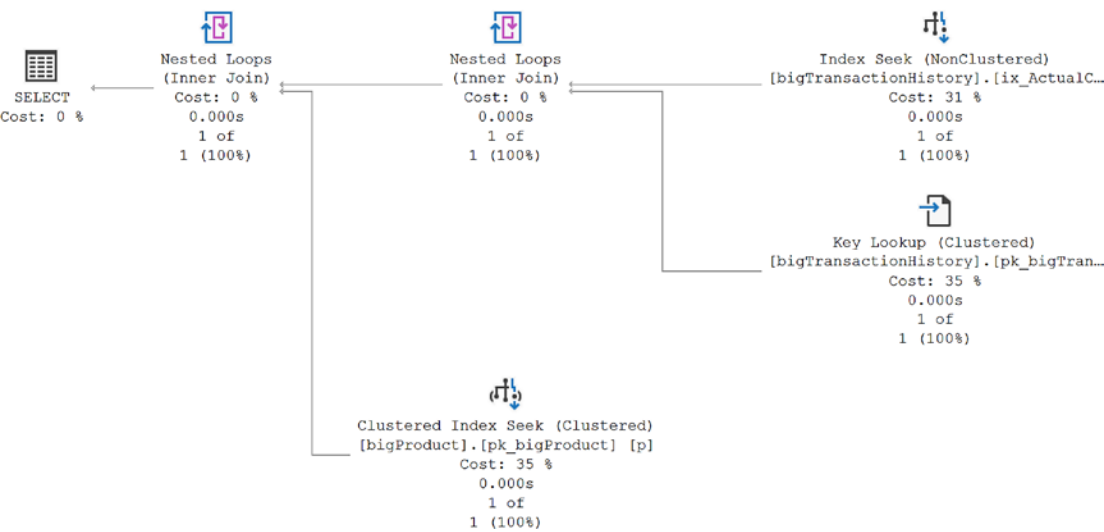 SELECT
Cost: 0 %
Nested Loops
(Inner Join)
Cost: 0 %
0.000s
1 of
1 (100%)
Nested Loops
(Inner Join)
Cost: 0 %
0.000s
1 of
1 (100%)
Index Seek (NonClustered)
[bigTransactionHistory].[ix_ActualC…
Cost: 31 %
0.000s
1 of
1 (100%)
Key Lookup (Clustered)
[bigTransactionHistory].[pk_bigTran…
Cost: 35 %
0.000s
1 of
1 (100%)
Clustered Index Seek (Clustered)
[bigProduct].[pk_bigProduct] [p]
Cost: 35 %
0.000s
1 of
1 (100%)